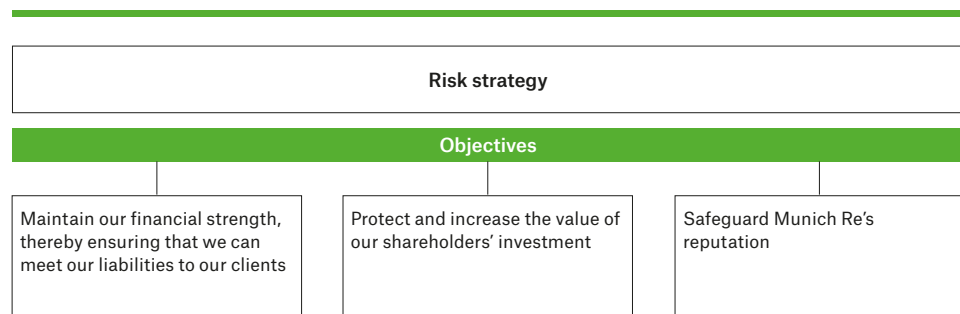 Risk strategy
Objectives
Maintain our financial strength,
thereby ensuring that we can
meet our liabilities to our clients
Protect and increase the value of
our shareholders’ investment
Safeguard Munich Re’s
reputation